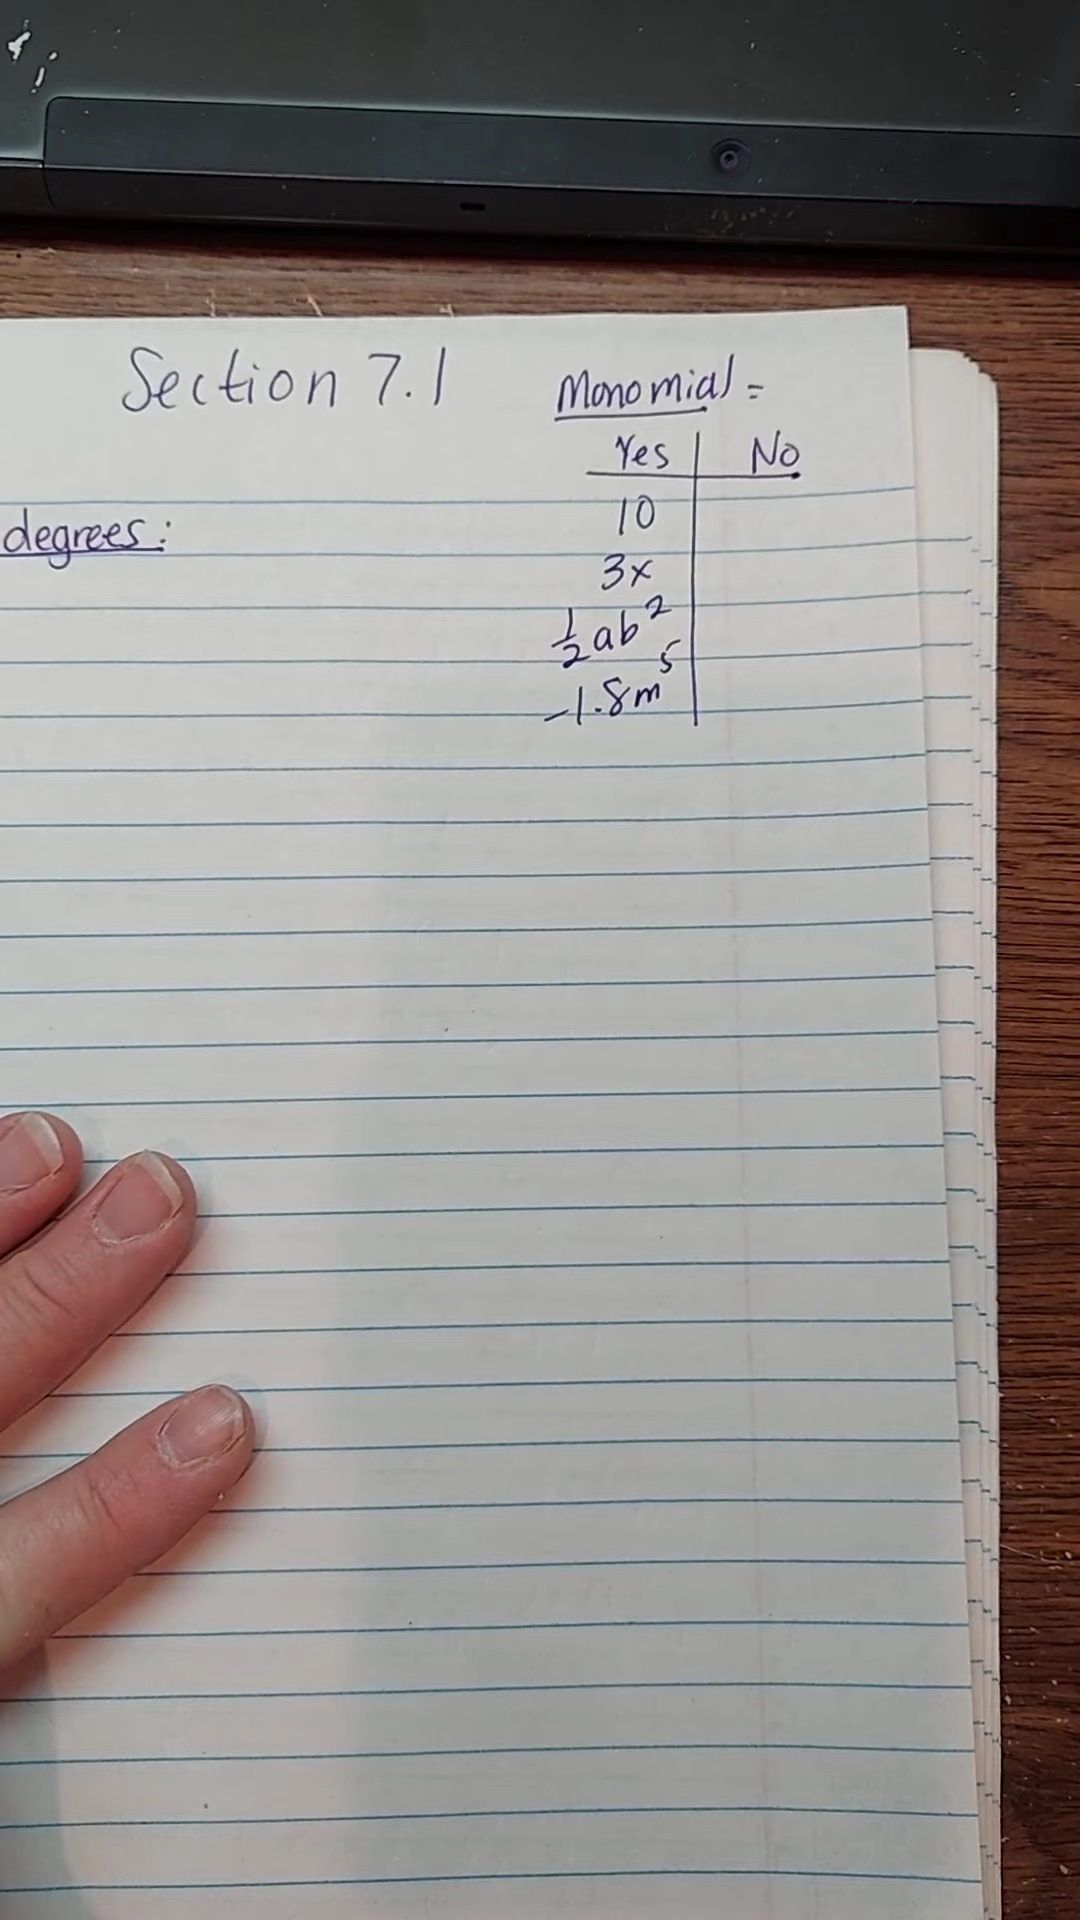 Section 7.1
Monomial =
Yes No
10
degrees:
3x
½ab²
-1.8m⁵